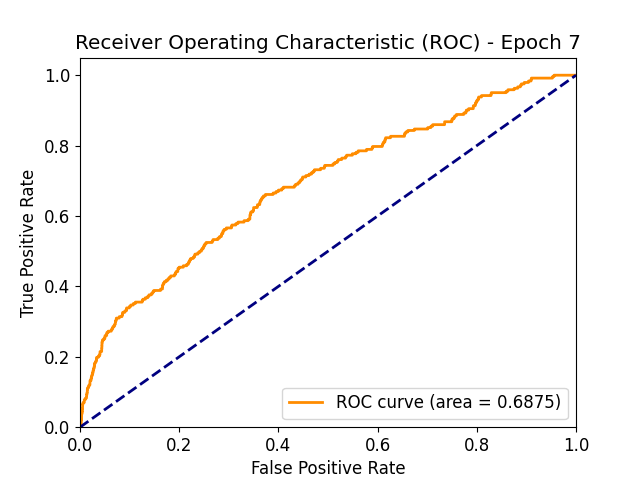 Receiver Operating Characteristic (ROC) - Epoch 7
1.0
0.8
0.6
0.4
0.2
0.0
True Positive Rate
ROC curve (area = 0.6875)
0.0 0.2 0.4 0.6 0.8 1.0
False Positive Rate